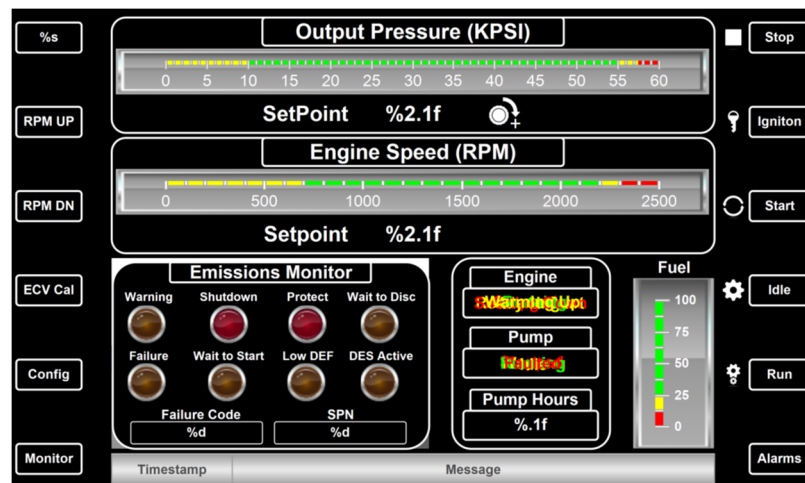 %s
RPM UP
RPM DN
ECV Cal
Config
Monitor
Output Pressure (KPSI)
0 5 10 15 20 25 30 35 40 45 50 55 60
SetPoint %2.1f
+
Engine Speed (RPM)
0 500 1000 1500 2000 2500
Setpoint %2.1f
Emissions Monitor
Warning Shutdown Protect Wait to Disc
Failure Wait to Start Low DEF DES Active
Failure Code SPN
%d %d
Engine
Warming Up
Pump
Faulted
Pump Hours
%.1f
Fuel
100
75
50
25
0
Stop
Igniton
Start
Idle
Run
Alarms
Timestamp Message